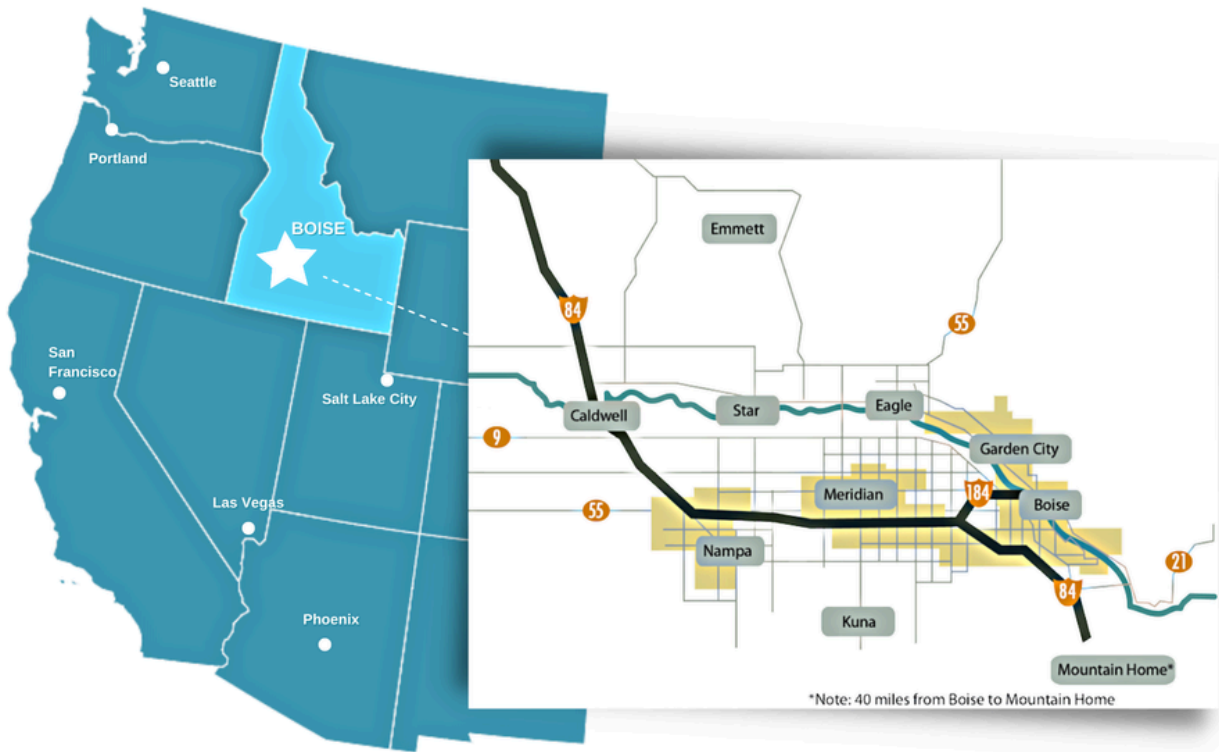 Seattle
Portland
BOISE
San
Francisco
Salt Lake City
Las Vegas
Phoenix
Emmett
84
55
Caldwell
Star
Eagle
9
Garden City
Meridian
184
Boise
55
Nampa
21
84
Kuna
Mountain Home*
*Note: 40 miles from Boise to Mountain Home